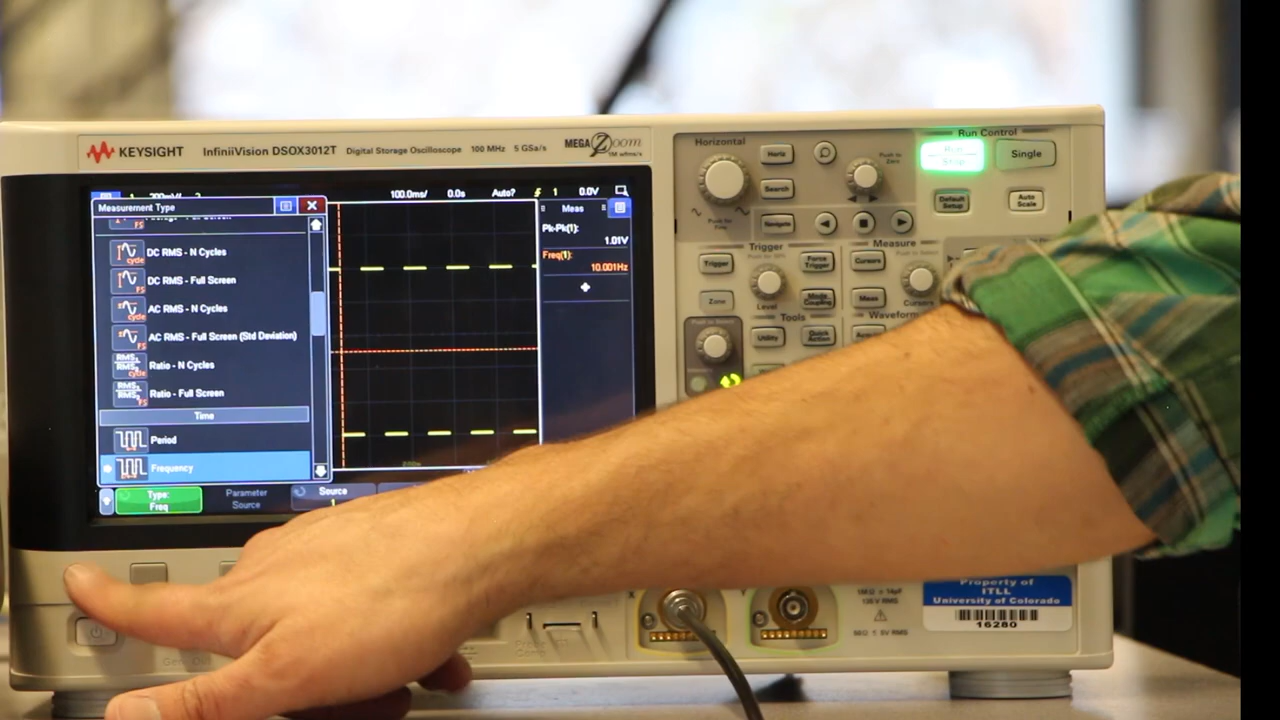 KEYSIGHT InfiniiVision DSOX3012T Digital Storage Oscilloscope 100 MHz 5 GSa/s MEGA Zoom
Horizontal
Run Control
Horiz
Push to Zero
Run Stop
Single
Search
Default Setup
Auto Scale
Navigate
100.0ms/ 0.0s Auto? 1 0.0V
Measurement Type
Meas
DC RMS - N Cycles
DC RMS - Full Screen
AC RMS - N Cycles
AC RMS - Full Screen (Std Deviation)
Ratio - N Cycles
Ratio - Full Screen
Time
Period
Frequency
Pk-Pk(1):
1.01V
Freq(1):
10.001Hz
Type:
Freq
Parameter
Source
Source
1
Trigger
Measure
Trigger
Force Trigger
Cursors
Level
Mode Coupling
Meas
Cursors
Zone
Tools
Waveform
Utility
Quick Action
Property of
ITLL
University of Colorado
16280